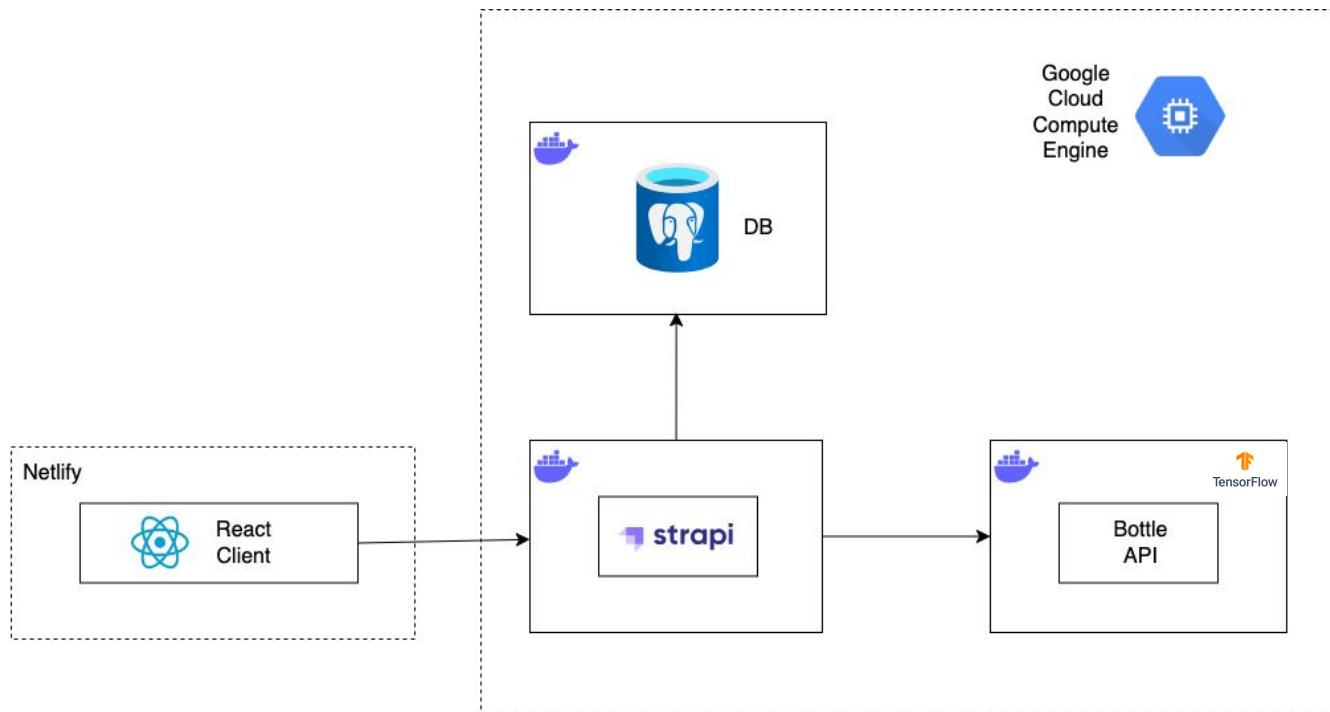 Google
Cloud
Compute
Engine
DB
Netlify
React
Client
strapi
TensorFlow
Bottle
API